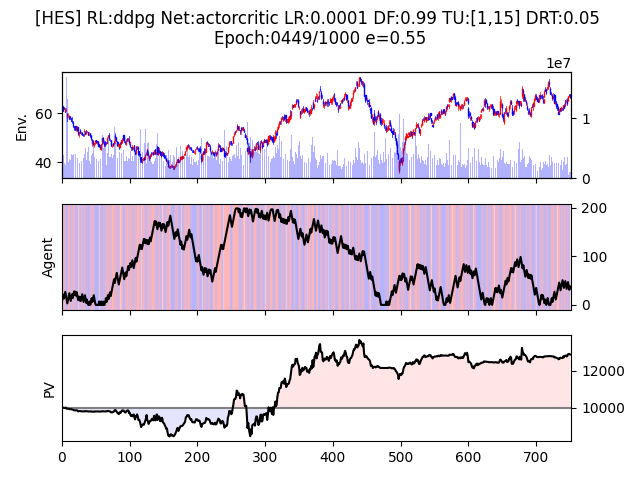 [HES] RL:ddpg Net:actorcritic LR:0.0001 DF:0.99 TU:[1,15] DRT:0.05
Epoch:0449/1000 e=0.55
1e7
Env.
60
40
1
0
Agent
200
100
0
PV
12000
10000
0
100
200
300
400
500
600
700